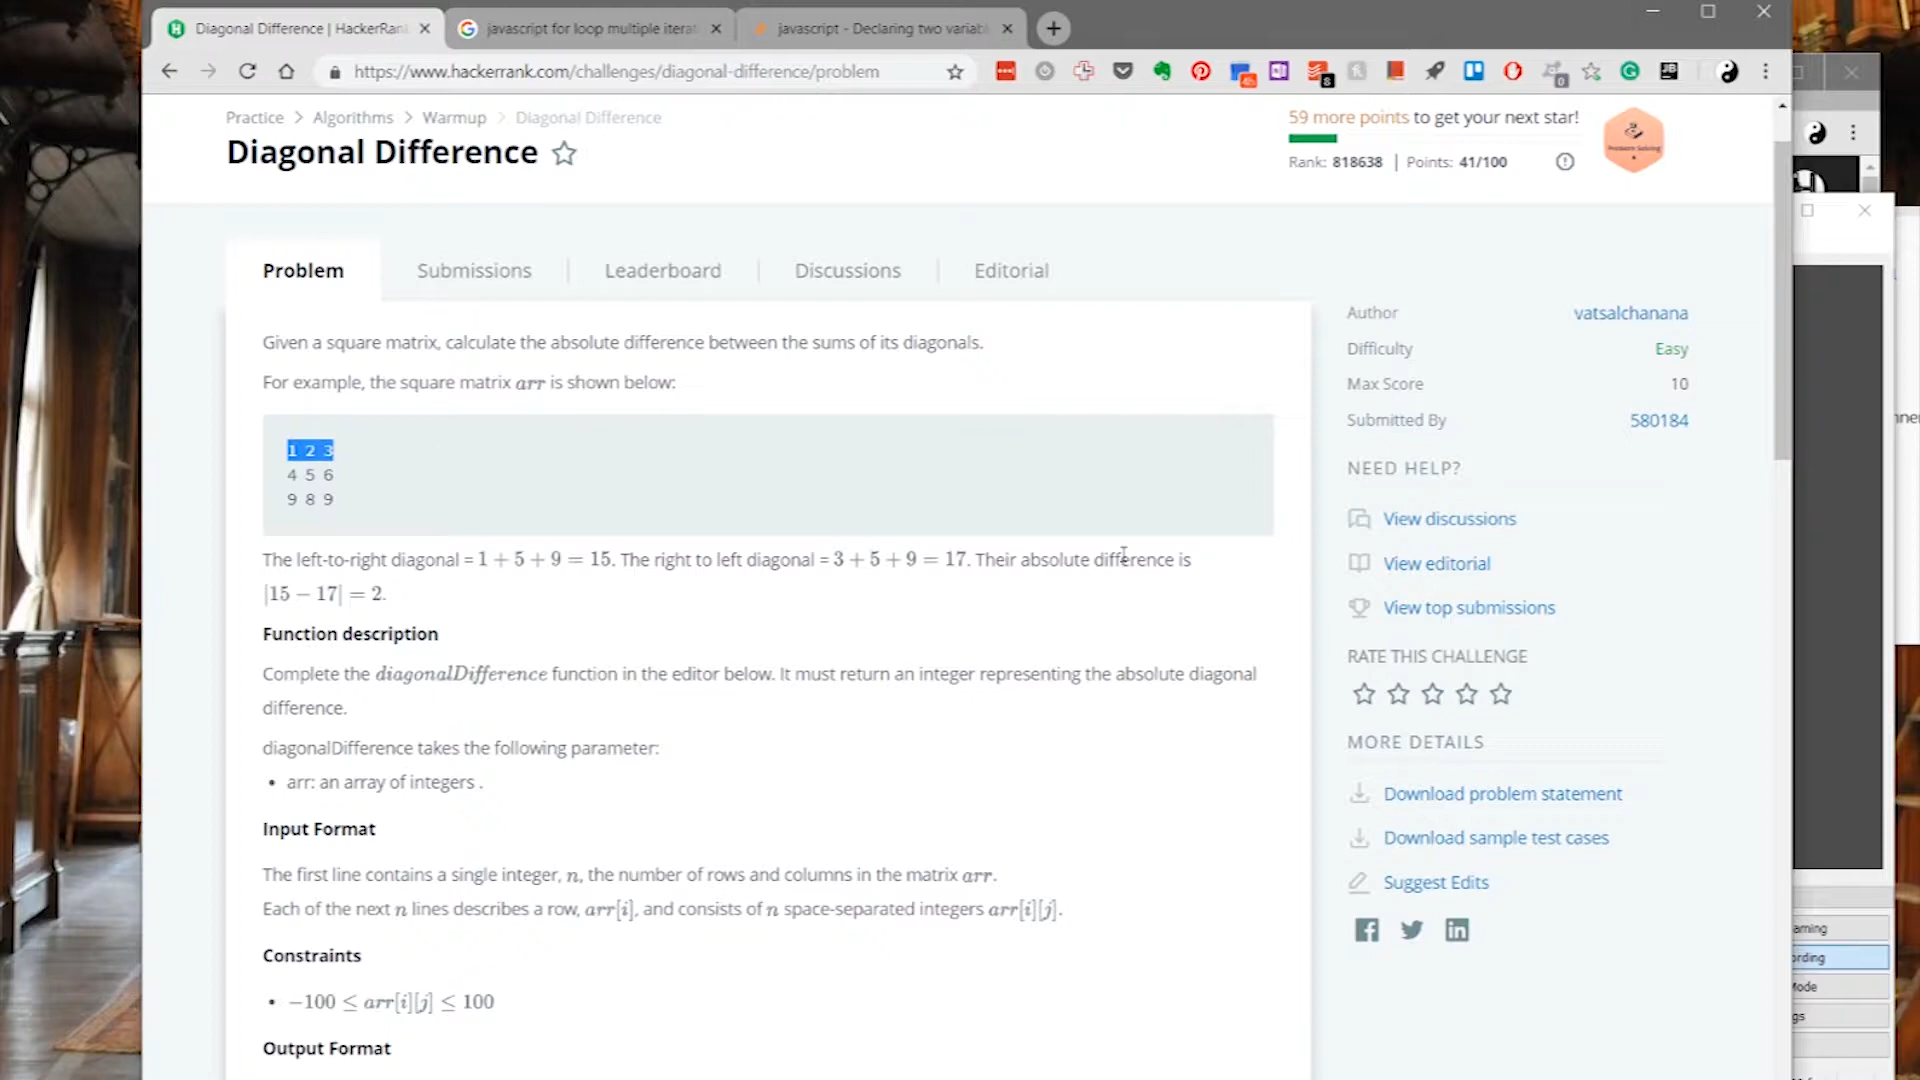 Diagonal Difference | HackerRan
javascript for loop multiple iterat
javascript - Declaring two variabl
https://www.hackerrank.com/challenges/diagonal-difference/problem
Practice > Algorithms > Warmup > Diagonal Difference
Diagonal Difference
59 more points to get your next star!
Rank: 818638 | Points: 41/100
Problem Solving
Problem
Submissions
Leaderboard
Discussions
Editorial
Given a square matrix, calculate the absolute difference between the sums of its diagonals.
For example, the square matrix arr is shown below:
1 2 3
4 5 6
9 8 9
The left-to-right diagonal = 1 + 5 + 9 = 15. The right to left diagonal = 3 + 5 + 9 = 17. Their absolute difference is
|15 − 17| = 2.
Function description
Complete the diagonalDifference function in the editor below. It must return an integer representing the absolute diagonal
difference.
diagonalDifference takes the following parameter:
• arr: an array of integers .
Input Format
The first line contains a single integer, n, the number of rows and columns in the matrix arr.
Each of the next n lines describes a row, arr[i], and consists of n space-separated integers arr[i][j].
Constraints
• −100 ≤ arr[i][j] ≤ 100
Output Format
Author vatsalchanana
Difficulty Easy
Max Score 10
Submitted By 580184
NEED HELP?
View discussions
View editorial
View top submissions
RATE THIS CHALLENGE
MORE DETAILS
Download problem statement
Download sample test cases
Suggest Edits
aming
ording
Mode
gs